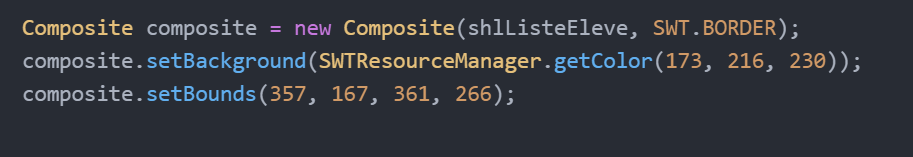 Composite composite = new Composite(shlListeEleve, SWT.BORDER);
composite.setBackground(SWTResourceManager.getColor(173, 216, 230));
composite.setBounds(357, 167, 361, 266);